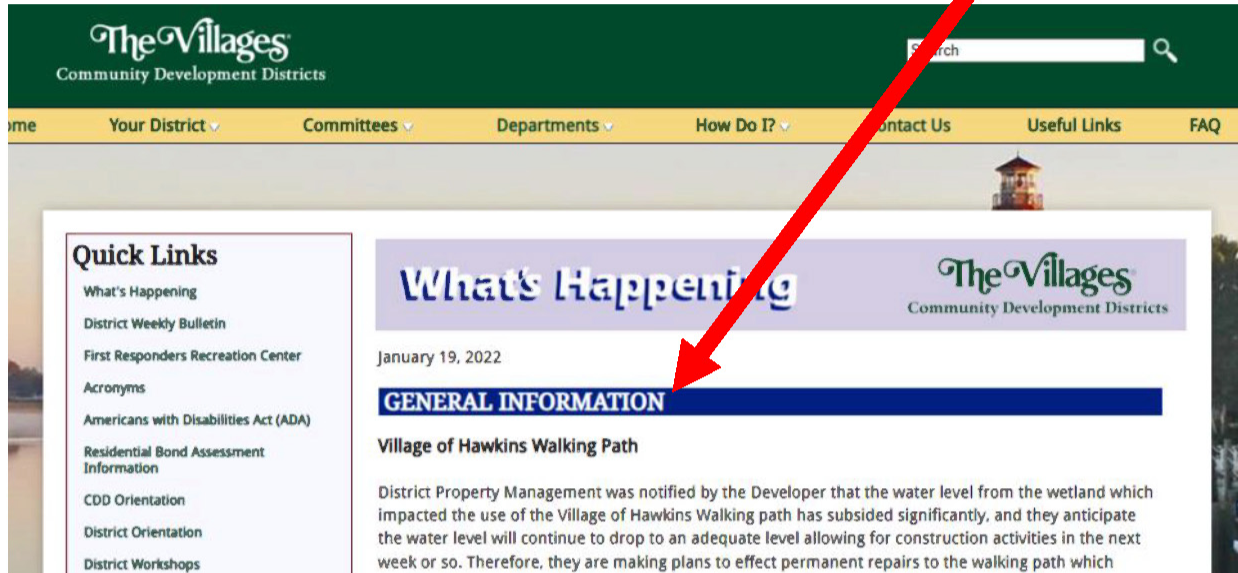 The Villages
Community Development Districts
ome Your District Committees Departments How Do I? ontact Us Useful Links FAQ
Quick Links
What's Happening
District Weekly Bulletin
First Responders Recreation Center
Acronyms
Americans with Disabilities Act (ADA)
Residential Bond Assessment
Information
CDD Orientation
District Orientation
District Workshops
What's Happening
The Villages
Community Development Districts
January 19, 2022
GENERAL INFORMATION
Village of Hawkins Walking Path
District Property Management was notified by the Developer that the water level from the wetland which
impacted the use of the Village of Hawkins Walking path has subsided significantly, and they anticipate
the water level will continue to drop to an adequate level allowing for construction activities in the next
week or so. Therefore, they are making plans to effect permanent repairs to the walking path which